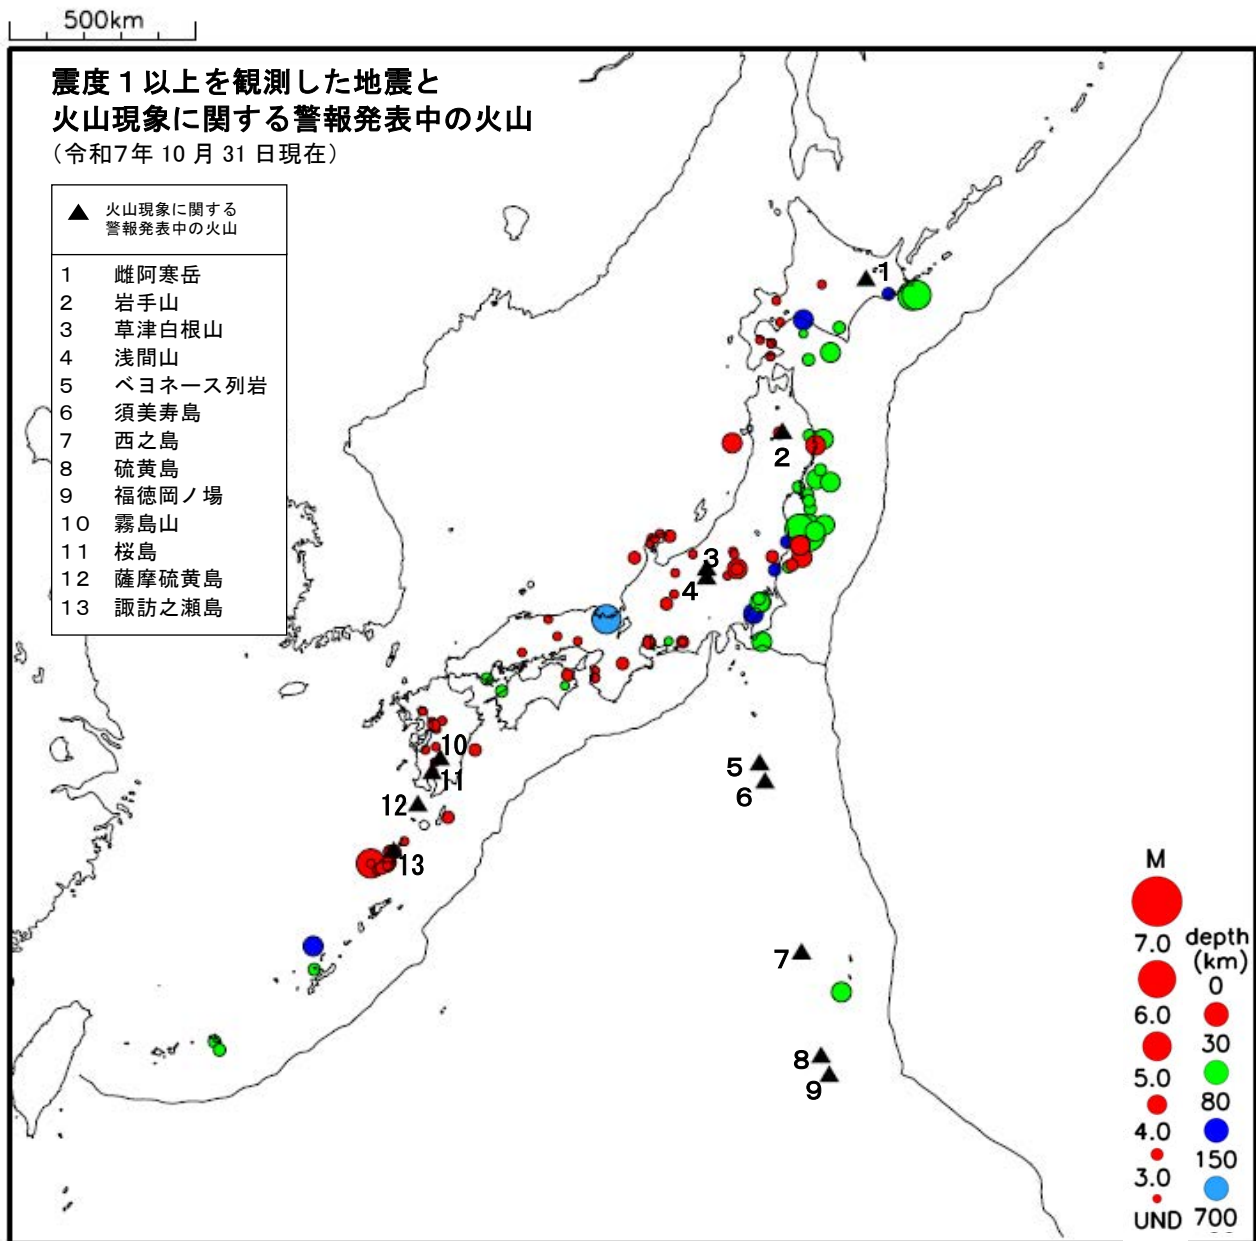 500km
震度１以上を観測した地震と
火山現象に関する警報発表中の火山
（令和7年 10 月 31 日現在）
▲ 火山現象に関する
警報発表中の火山
1 雌阿寒岳
2 岩手山
3 草津白根山
4 浅間山
5 ベヨネース列岩
6 須美寿島
7 西之島
8 硫黄島
9 福徳岡ノ場
10 霧島山
11 桜島
12 薩摩硫黄島
13 諏訪之瀬島
1
2
3
4
10
11
5
6
12
13
7
8
9
M
7.0
6.0
5.0
4.0
3.0
UND
depth
(km)
0
30
80
150
700